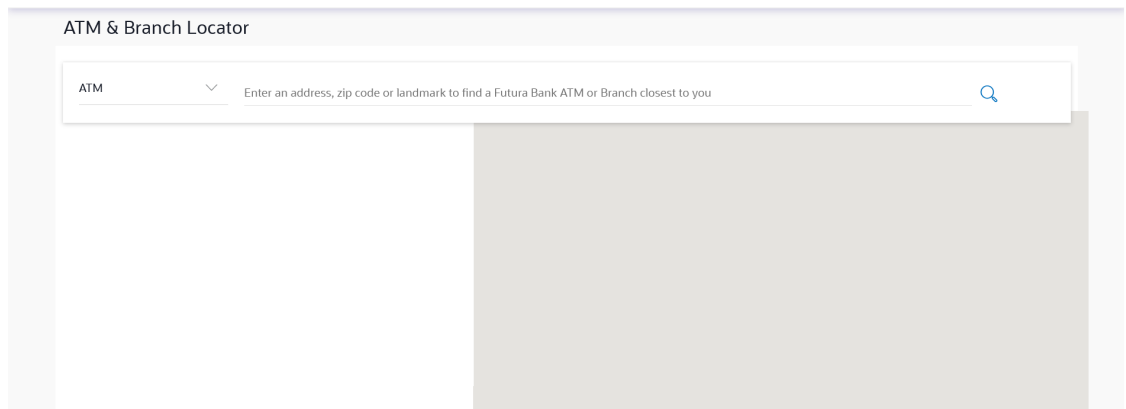 ATM & Branch Locator
ATM
Enter an address, zip code or landmark to find a Futura Bank ATM or Branch closest to you